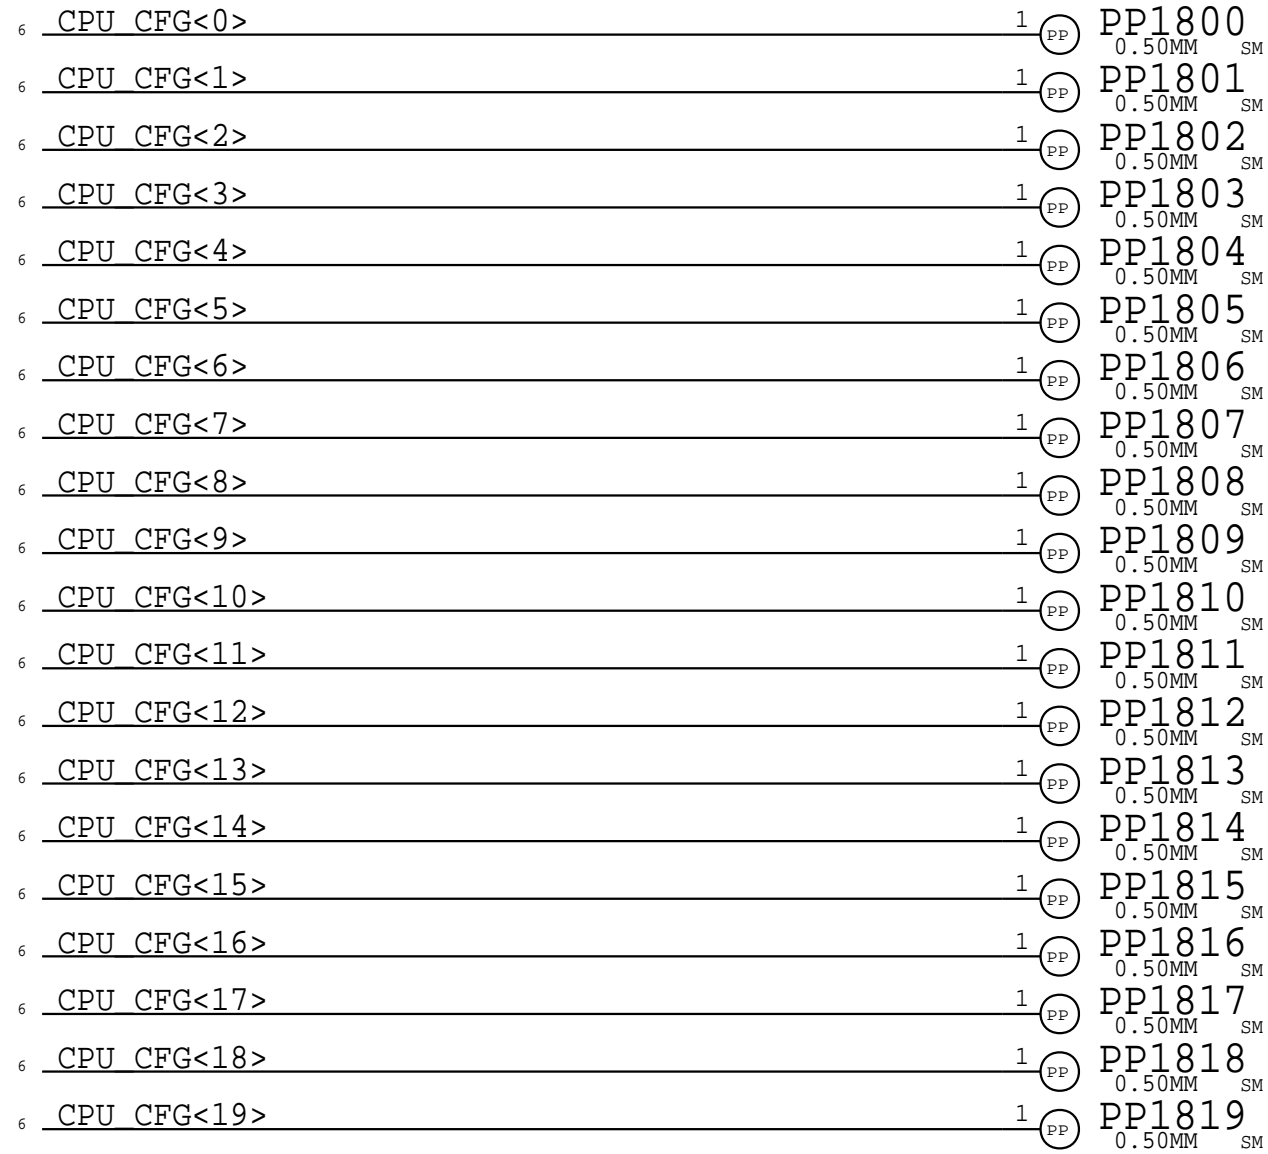 6 CPU_CFG<0> 1 PP PP1800
0.50MM SM
6 CPU_CFG<1> 1 PP PP1801
0.50MM SM
6 CPU_CFG<2> 1 PP PP1802
0.50MM SM
6 CPU_CFG<3> 1 PP PP1803
0.50MM SM
6 CPU_CFG<4> 1 PP PP1804
0.50MM SM
6 CPU_CFG<5> 1 PP PP1805
0.50MM SM
6 CPU_CFG<6> 1 PP PP1806
0.50MM SM
6 CPU_CFG<7> 1 PP PP1807
0.50MM SM
6 CPU_CFG<8> 1 PP PP1808
0.50MM SM
6 CPU_CFG<9> 1 PP PP1809
0.50MM SM
6 CPU_CFG<10> 1 PP PP1810
0.50MM SM
6 CPU_CFG<11> 1 PP PP1811
0.50MM SM
6 CPU_CFG<12> 1 PP PP1812
0.50MM SM
6 CPU_CFG<13> 1 PP PP1813
0.50MM SM
6 CPU_CFG<14> 1 PP PP1814
0.50MM SM
6 CPU_CFG<15> 1 PP PP1815
0.50MM SM
6 CPU_CFG<16> 1 PP PP1816
0.50MM SM
6 CPU_CFG<17> 1 PP PP1817
0.50MM SM
6 CPU_CFG<18> 1 PP PP1818
0.50MM SM
6 CPU_CFG<19> 1 PP PP1819
0.50MM SM